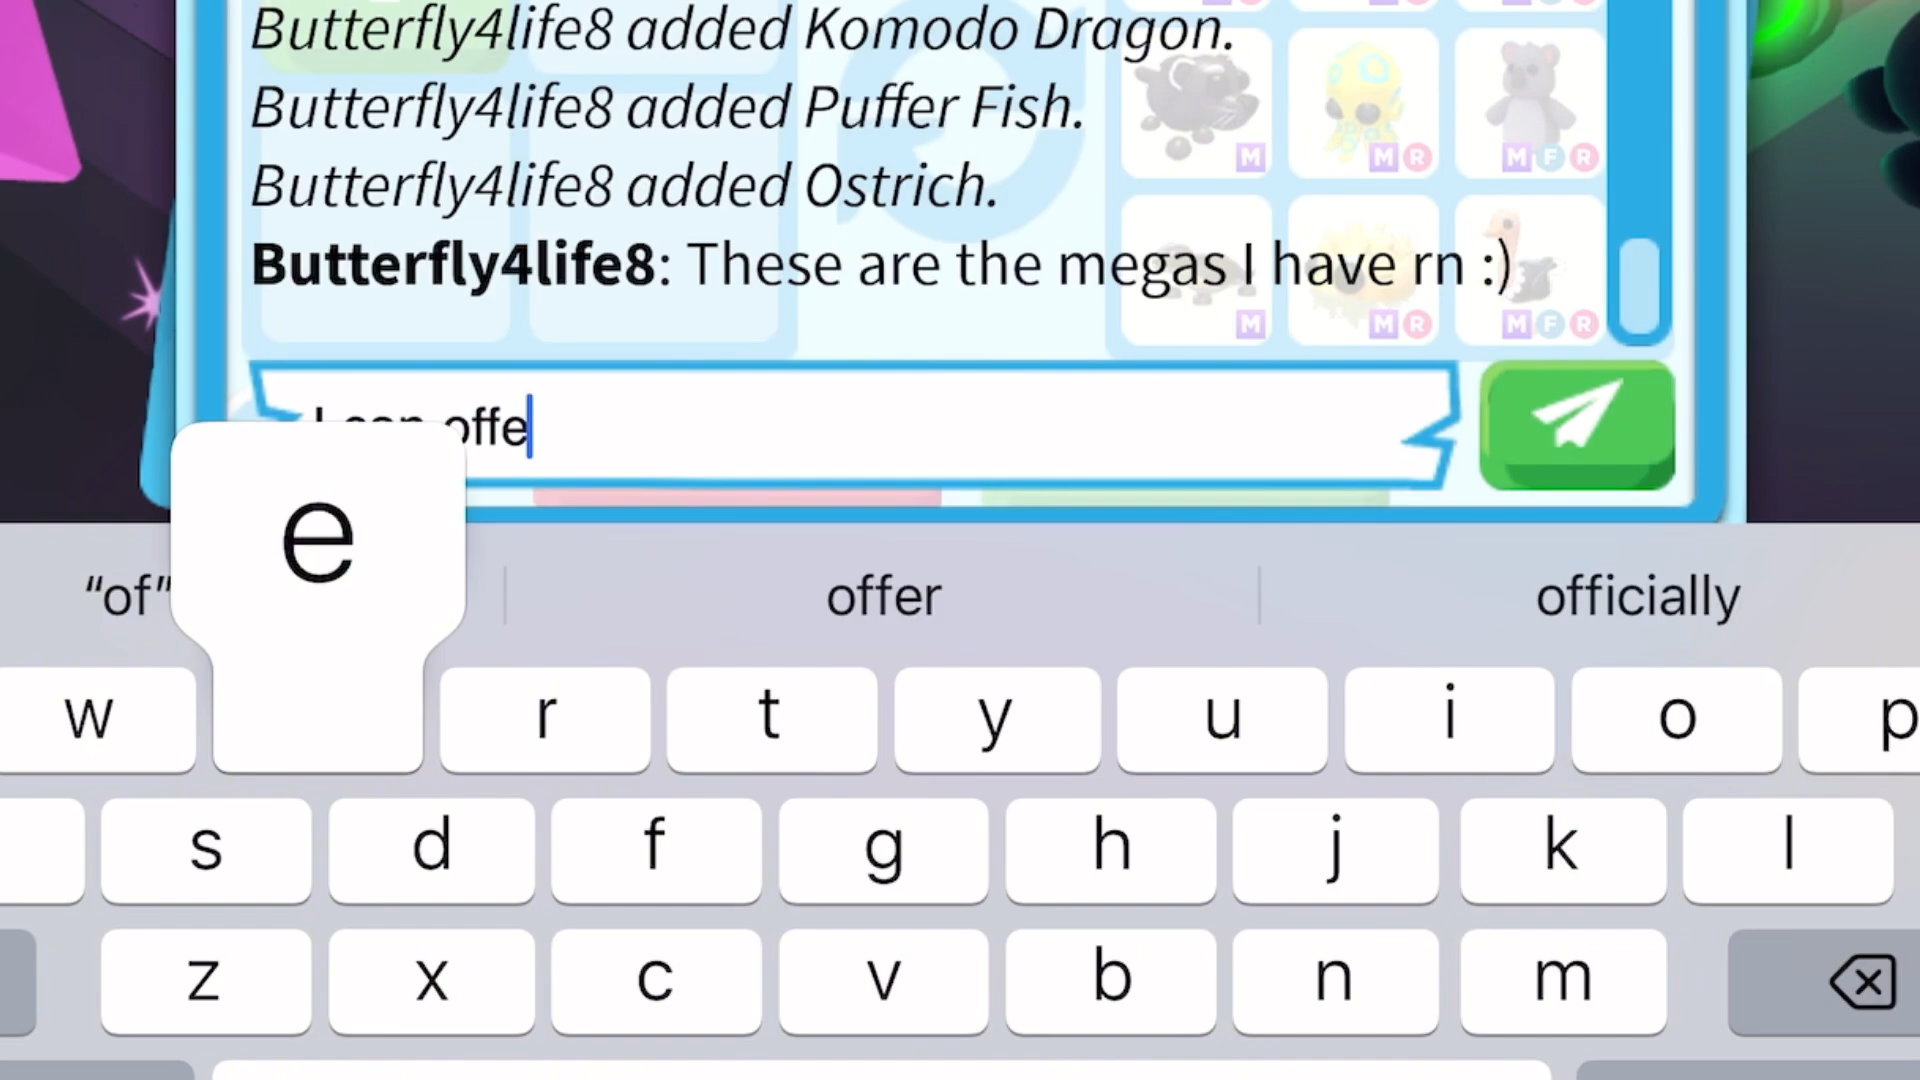 Butterfly4life8 added Komodo Dragon.
Butterfly4life8 added Puffer Fish.
Butterfly4life8 added Ostrich.
Butterfly4life8: These are the megas I have rn :)
M
M R
M F R
M
M R
M F R
I can offe
e
“of”
offer
officially
w r t y u i o p
s d f g h j k l
z x c v b n m